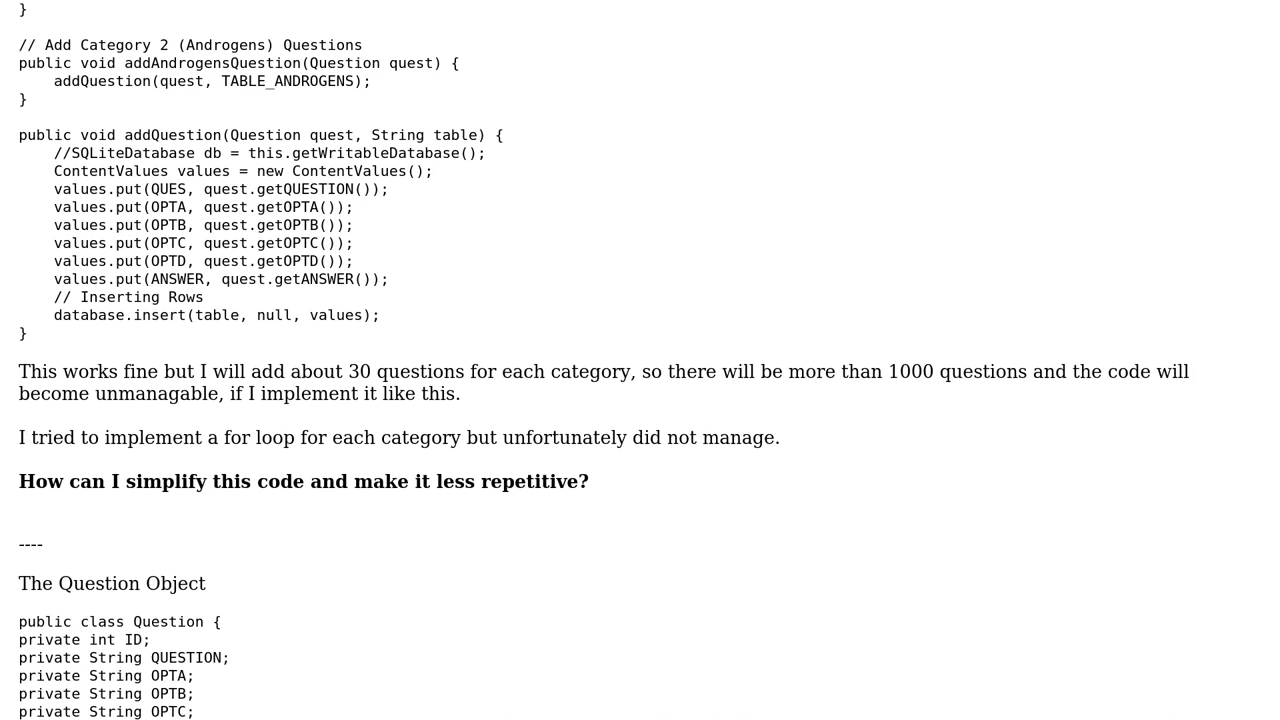 }
// Add Category 2 (Androgens) Questions
public void addAndrogensQuestion(Question quest) {
    addQuestion(quest, TABLE_ANDROGENS);
}
public void addQuestion(Question quest, String table) {
    //SQLiteDatabase db = this.getWritableDatabase();
    ContentValues values = new ContentValues();
    values.put(QUES, quest.getQUESTION());
    values.put(OPTA, quest.getOPTA());
    values.put(OPTB, quest.getOPTB());
    values.put(OPTC, quest.getOPTC());
    values.put(OPTD, quest.getOPTD());
    values.put(ANSWER, quest.getANSWER());
    // Inserting Rows
    database.insert(table, null, values);
}
This works fine but I will add about 30 questions for each category, so there will be more than 1000 questions and the code will
become unmanagable, if I implement it like this.
I tried to implement a for loop for each category but unfortunately did not manage.
How can I simplify this code and make it less repetitive?
----
The Question Object
public class Question {
private int ID;
private String QUESTION;
private String OPTA;
private String OPTB;
private String OPTC;